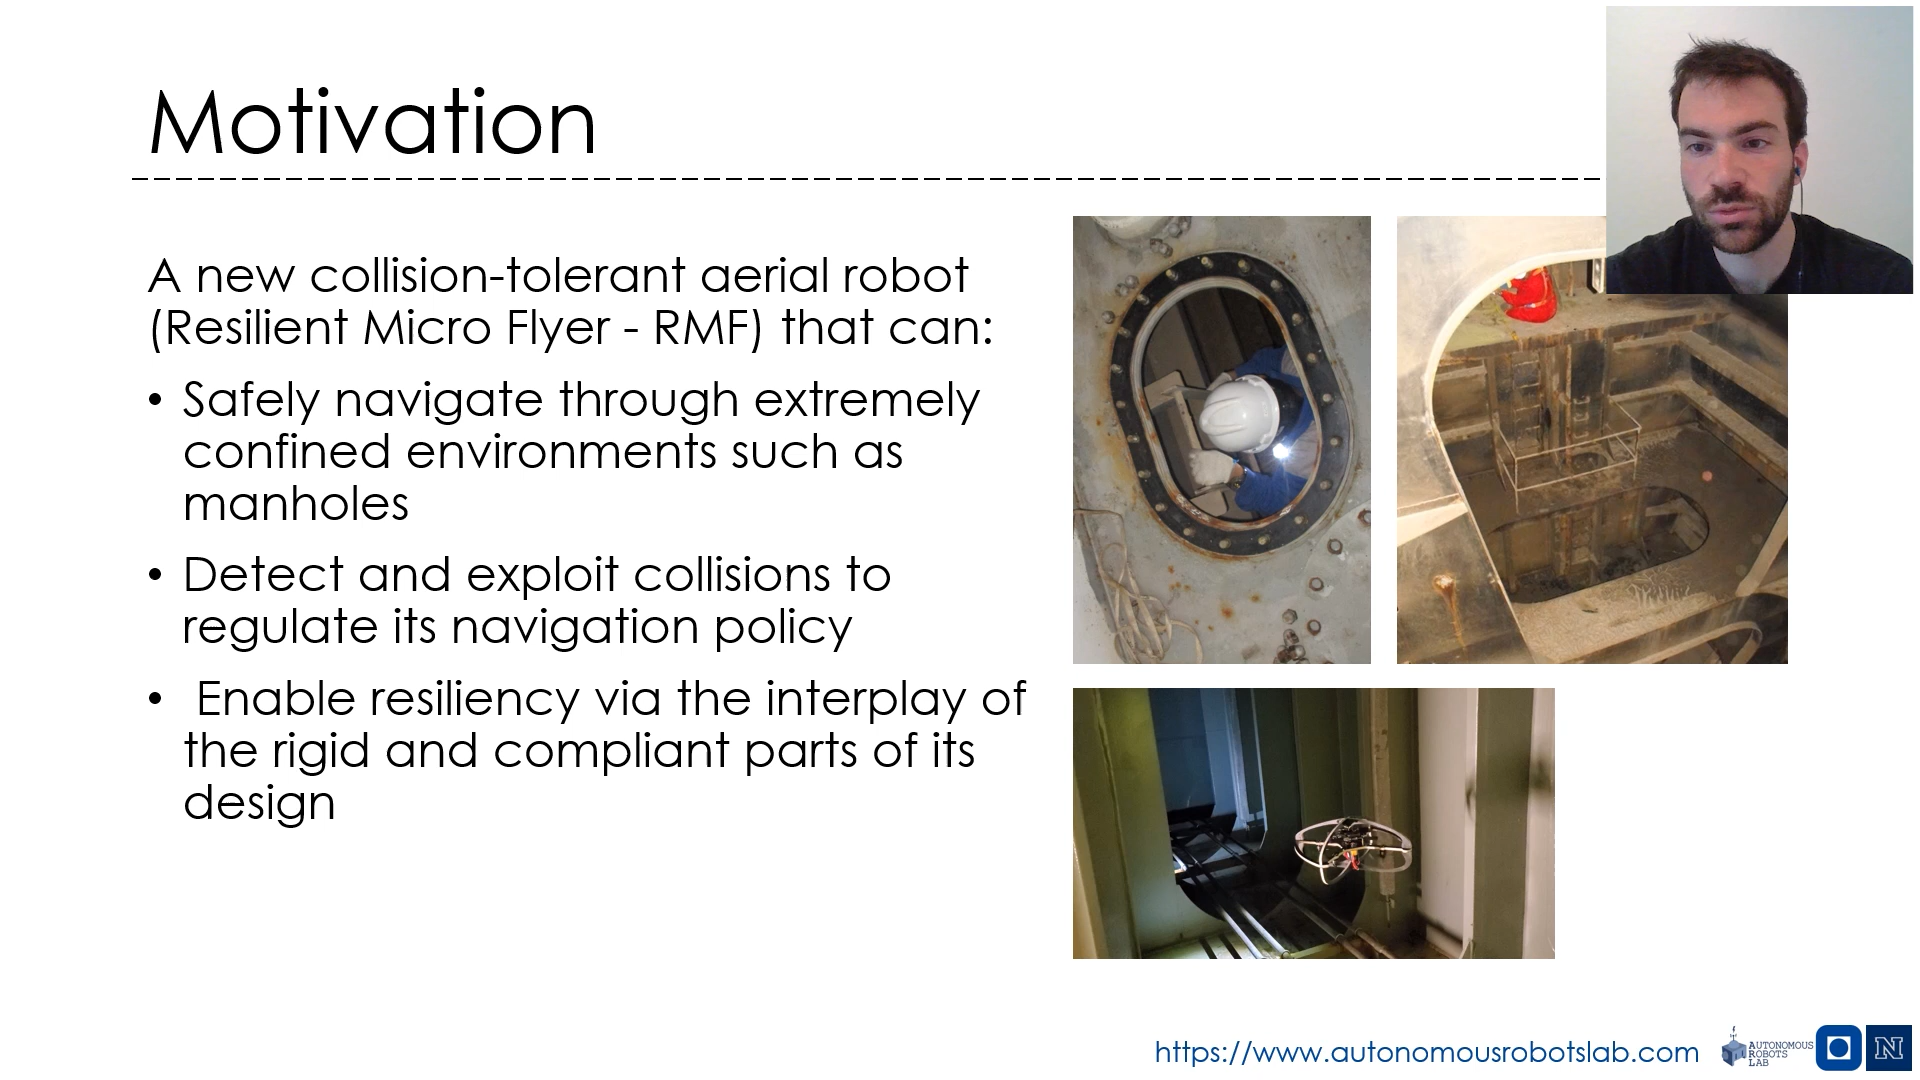 Motivation
A new collision-tolerant aerial robot
(Resilient Micro Flyer - RMF) that can:
• Safely navigate through extremely
confined environments such as
manholes
• Detect and exploit collisions to
regulate its navigation policy
• Enable resiliency via the interplay of
the rigid and compliant parts of its
design
https://www.autonomousrobotslab.com
AUTONOMOUS
ROBOTS
LAB
N